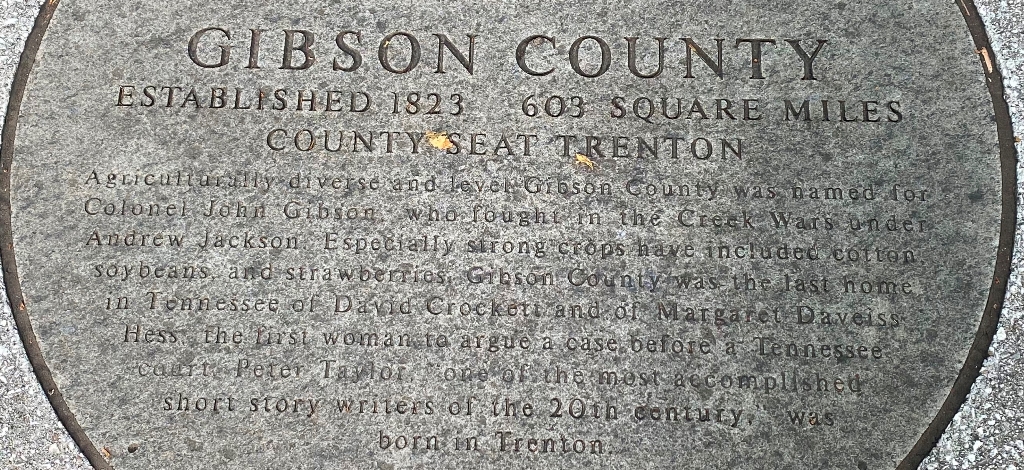 GIBSON COUNTY
ESTABLISHED 1823 603 SQUARE MILES
COUNTY SEAT TRENTON
Agriculturally diverse and level Gibson County was named for
Colonel John Gibson, who fought in the Creek Wars under
Andrew Jackson. Especially strong crops have included cotton,
soybeans, and strawberries. Gibson County was the last home
in Tennessee of David Crockett and of Margaret Daveiss
Hess, the first woman to argue a case before a Tennessee
court. Peter Taylor, "one of the most accomplished
short story writers of the 20th century," was
born in Trenton.